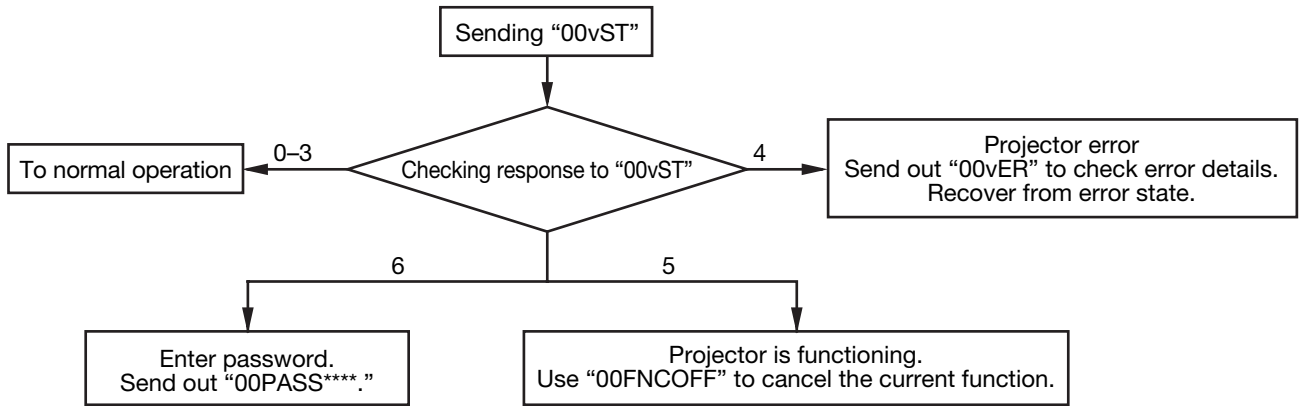 Sending “00vST”
To normal operation
0–3
Checking response to “00vST”
4
Projector error
Send out “00vER” to check error details.
Recover from error state.
6
5
Enter password.
Send out “00PASS****.”
Projector is functioning.
Use “00FNCOFF” to cancel the current function.